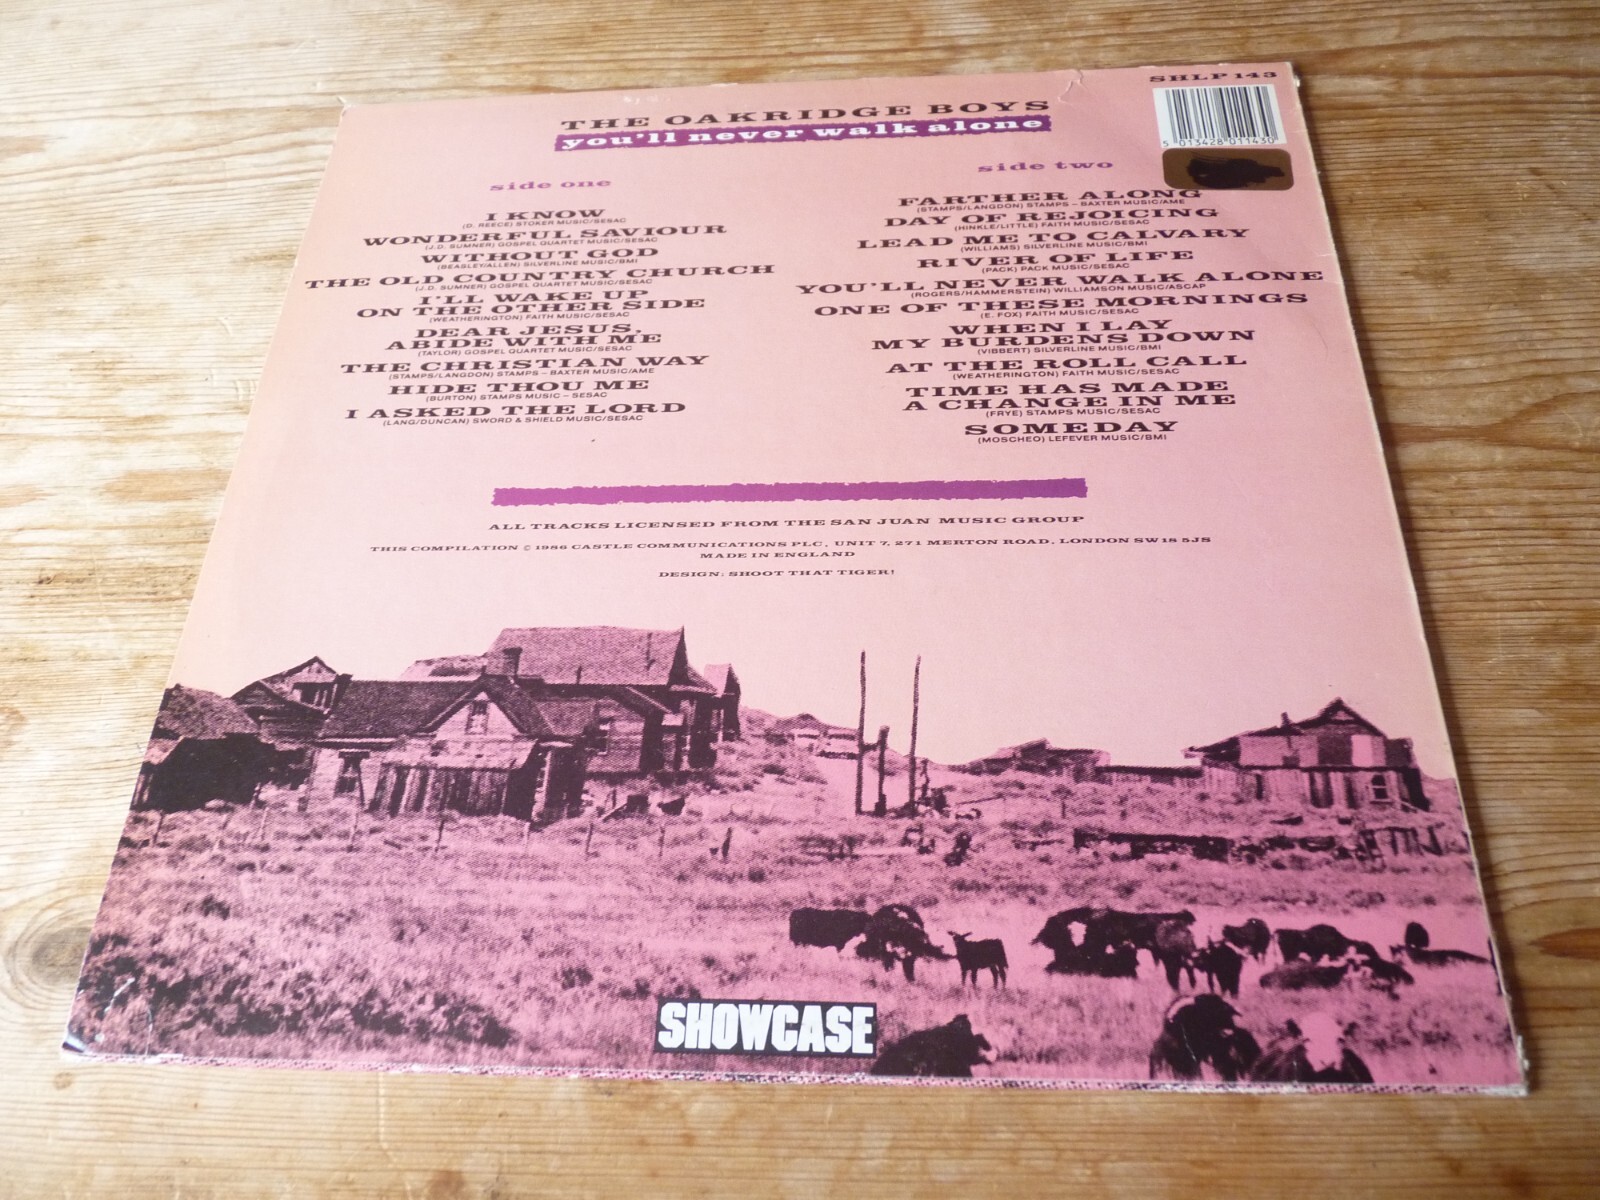 SHLP 143
5 013428 011430
THE OAKRIDGE BOYS
you'll never walk alone
side one
I KNOW
(D. REECE) STOKER MUSIC/SESAC
WONDERFUL SAVIOUR
(J.D. SUMNER) GOSPEL QUARTET MUSIC/SESAC
WITHOUT GOD
(BEASLEY/ALLEN) SILVERLINE MUSIC/BMI
THE OLD COUNTRY CHURCH
(J.D. SUMNER) GOSPEL QUARTET MUSIC/SESAC
I'LL WAKE UP
ON THE OTHER SIDE
(WEATHERINGTON) FAITH MUSIC/SESAC
DEAR JESUS,
ABIDE WITH ME
(TAYLOR) GOSPEL QUARTET MUSIC/SESAC
THE CHRISTIAN WAY
(STAMPS/LANGDON) STAMPS – BAXTER MUSIC/AME
HIDE THOU ME
(BURTON) STAMPS MUSIC – SESAC
I ASKED THE LORD
(LANG/DUNCAN) SWORD & SHIELD MUSIC/SESAC
side two
FARTHER ALONG
(STAMPS/LANGDON) STAMPS – BAXTER MUSIC/AME
DAY OF REJOICING
(HINKLE/LITTLE) FAITH MUSIC/SESAC
LEAD ME TO CALVARY
(WILLIAMS) SILVERLINE MUSIC/BMI
RIVER OF LIFE
(PACK) PACK MUSIC/SESAC
YOU'LL NEVER WALK ALONE
(ROGERS/HAMMERSTEIN) WILLIAMSON MUSIC/ASCAP
ONE OF THESE MORNINGS
(E. FOX) FAITH MUSIC/SESAC
WHEN I LAY
MY BURDENS DOWN
(VIBBERT) SILVERLINE MUSIC/BMI
AT THE ROLL CALL
(WEATHERINGTON) FAITH MUSIC/SESAC
TIME HAS MADE
A CHANGE IN ME
(FRYE) STAMPS MUSIC/SESAC
SOMEDAY
(MOSCHEO) LEFEVER MUSIC/BMI
ALL TRACKS LICENSED FROM THE SAN JUAN MUSIC GROUP
THIS COMPILATION © 1986 CASTLE COMMUNICATIONS PLC, UNIT 7, 271 MERTON ROAD, LONDON SW18 5JS
MADE IN ENGLAND
DESIGN: SHOOT THAT TIGER!
SHOWCASE